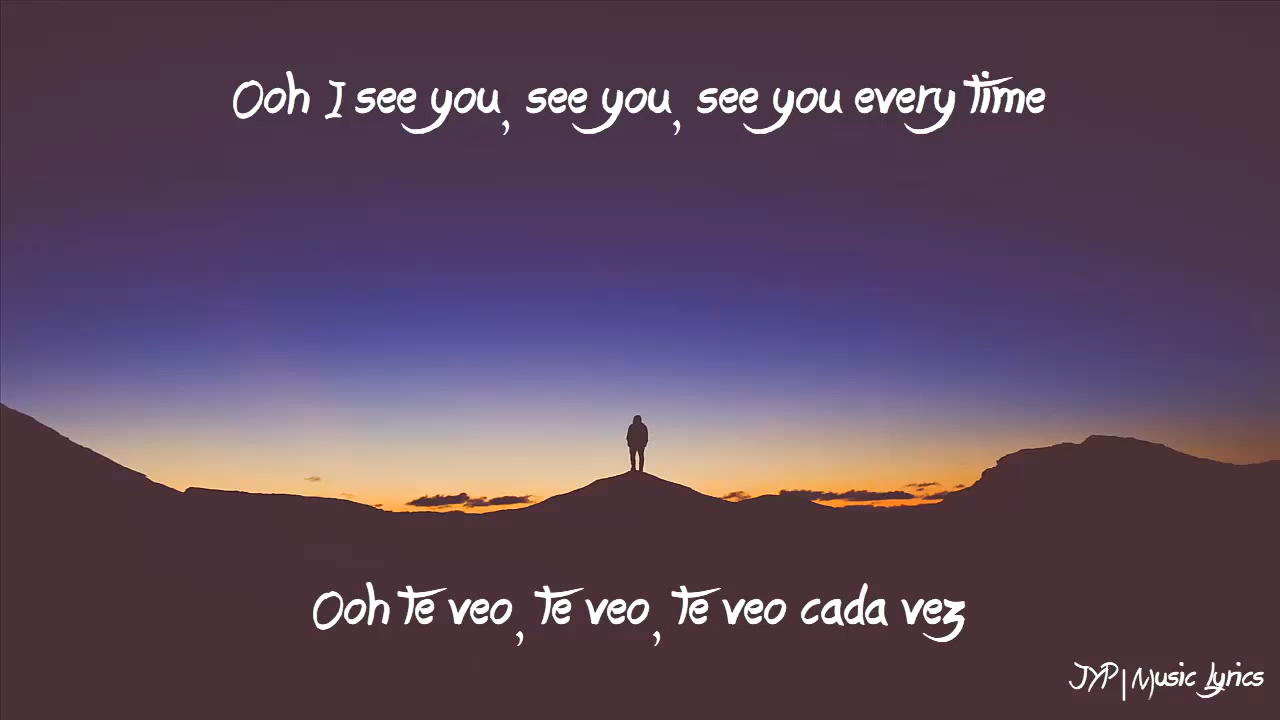 Ooh I see you, see you, see you every time
Ooh te veo, te veo, te veo cada vez
JYP | Music Lyrics